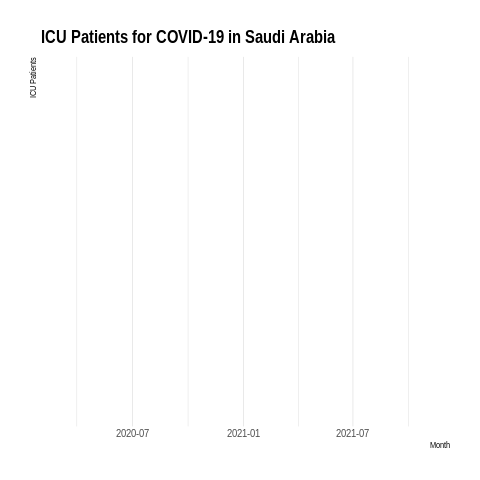 ICU Patients for COVID-19 in Saudi Arabia
ICU Patients
2020-07 2021-01 2021-07
Month